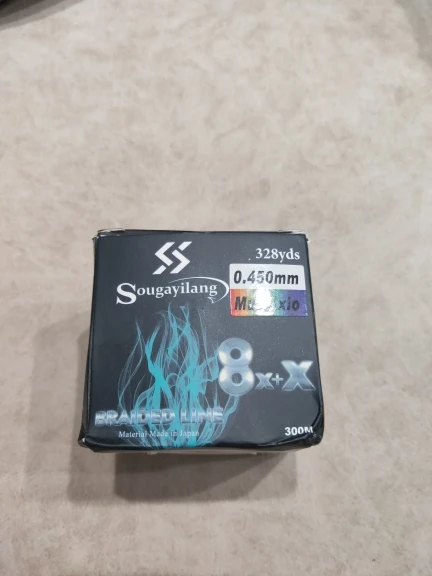 328yds
0.450mm
Sougayilang
8x+X
BRAIDED LINE
Material Made in Japan
300M